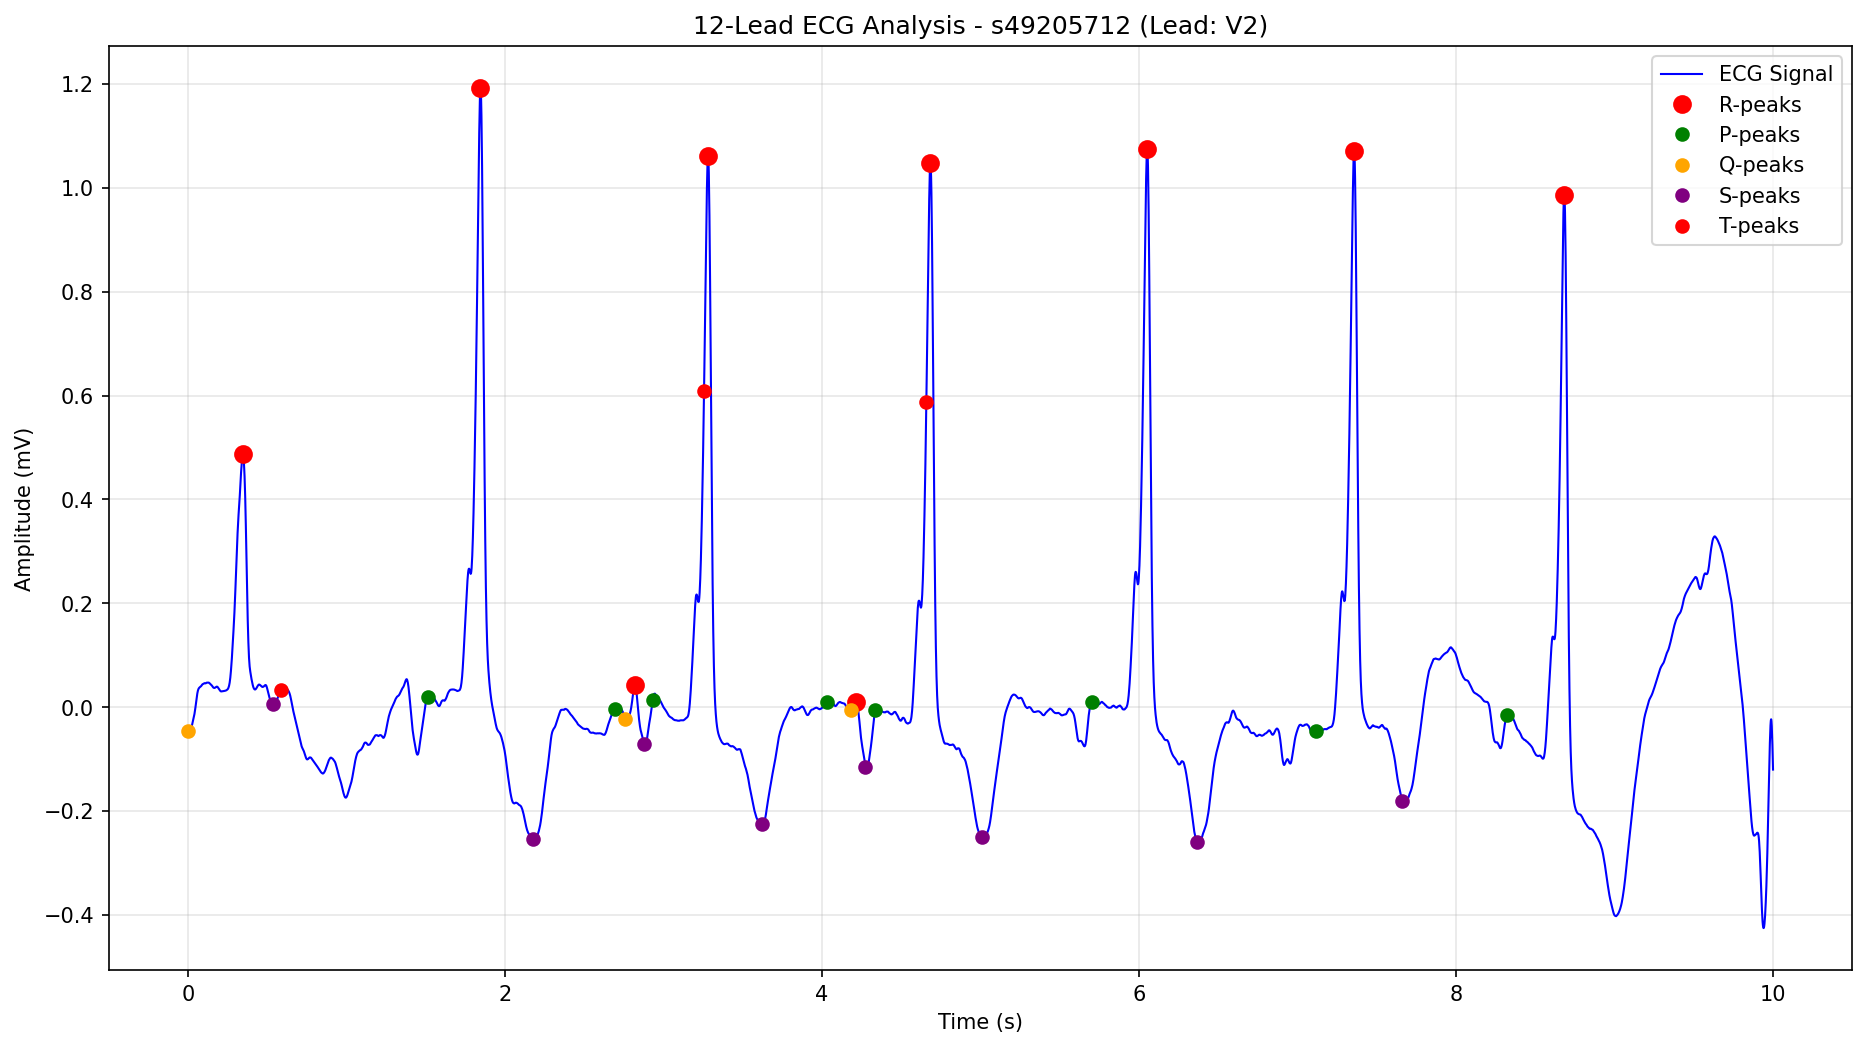 12-Lead ECG Analysis - s49205712 (Lead: V2)
ECG Signal
R-peaks
P-peaks
Q-peaks
S-peaks
T-peaks
Amplitude (mV)
1.2
1.0
0.8
0.6
0.4
0.2
0.0
−0.2
−0.4
0 2 4 6 8 10
Time (s)